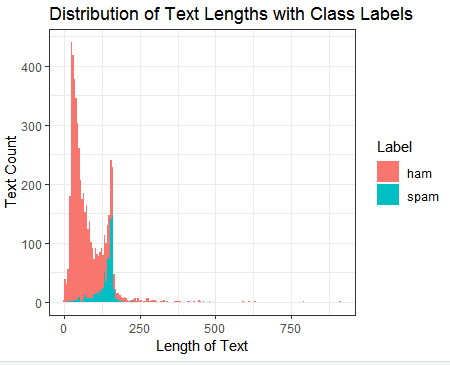 Distribution of Text Lengths with Class Labels
Text Count
400
300
200
100
0
0 250 500 750
Length of Text
Label
ham
spam